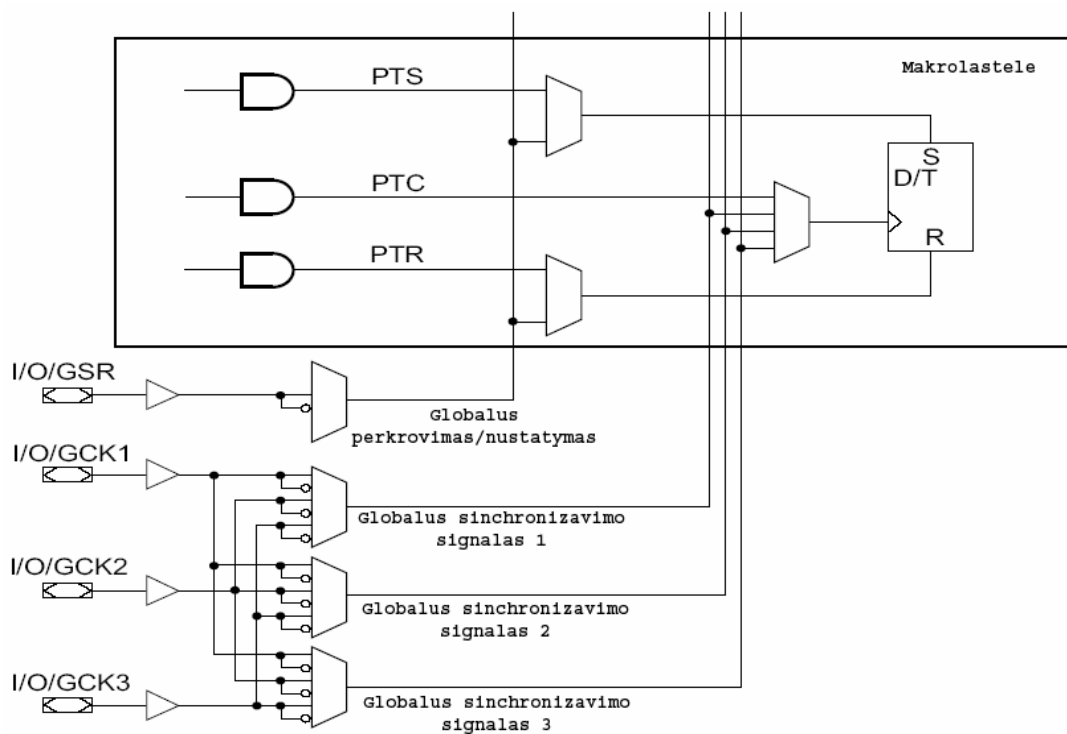 Makrolastele
PTS
S
D/T
PTC
R
PTR
I/O/GSR
Globalus
perkrovimas/nustatymas
I/O/GCK1
Globalus sinchronizavimo
signalas 1
I/O/GCK2
Globalus sinchronizavimo
signalas 2
I/O/GCK3
Globalus sinchronizavimo
signalas 3